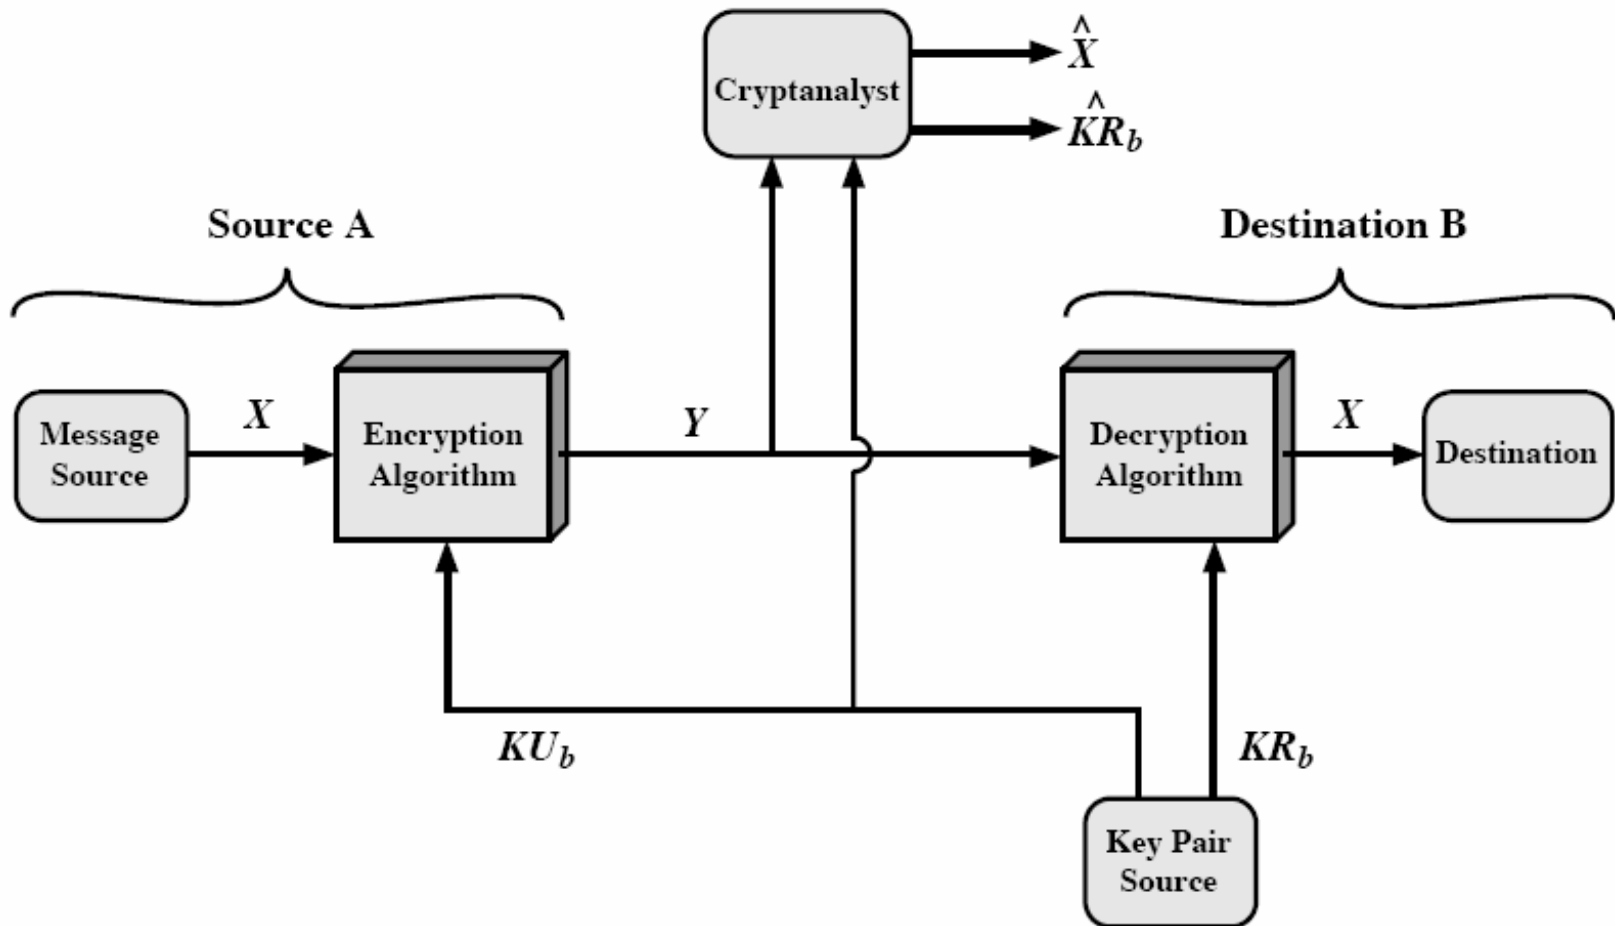 X̂
Cryptanalyst
K̂R_b
Source A
Destination B
Message
Source
X
Encryption
Algorithm
Y
Decryption
Algorithm
X
Destination
KU_b
KR_b
Key Pair
Source